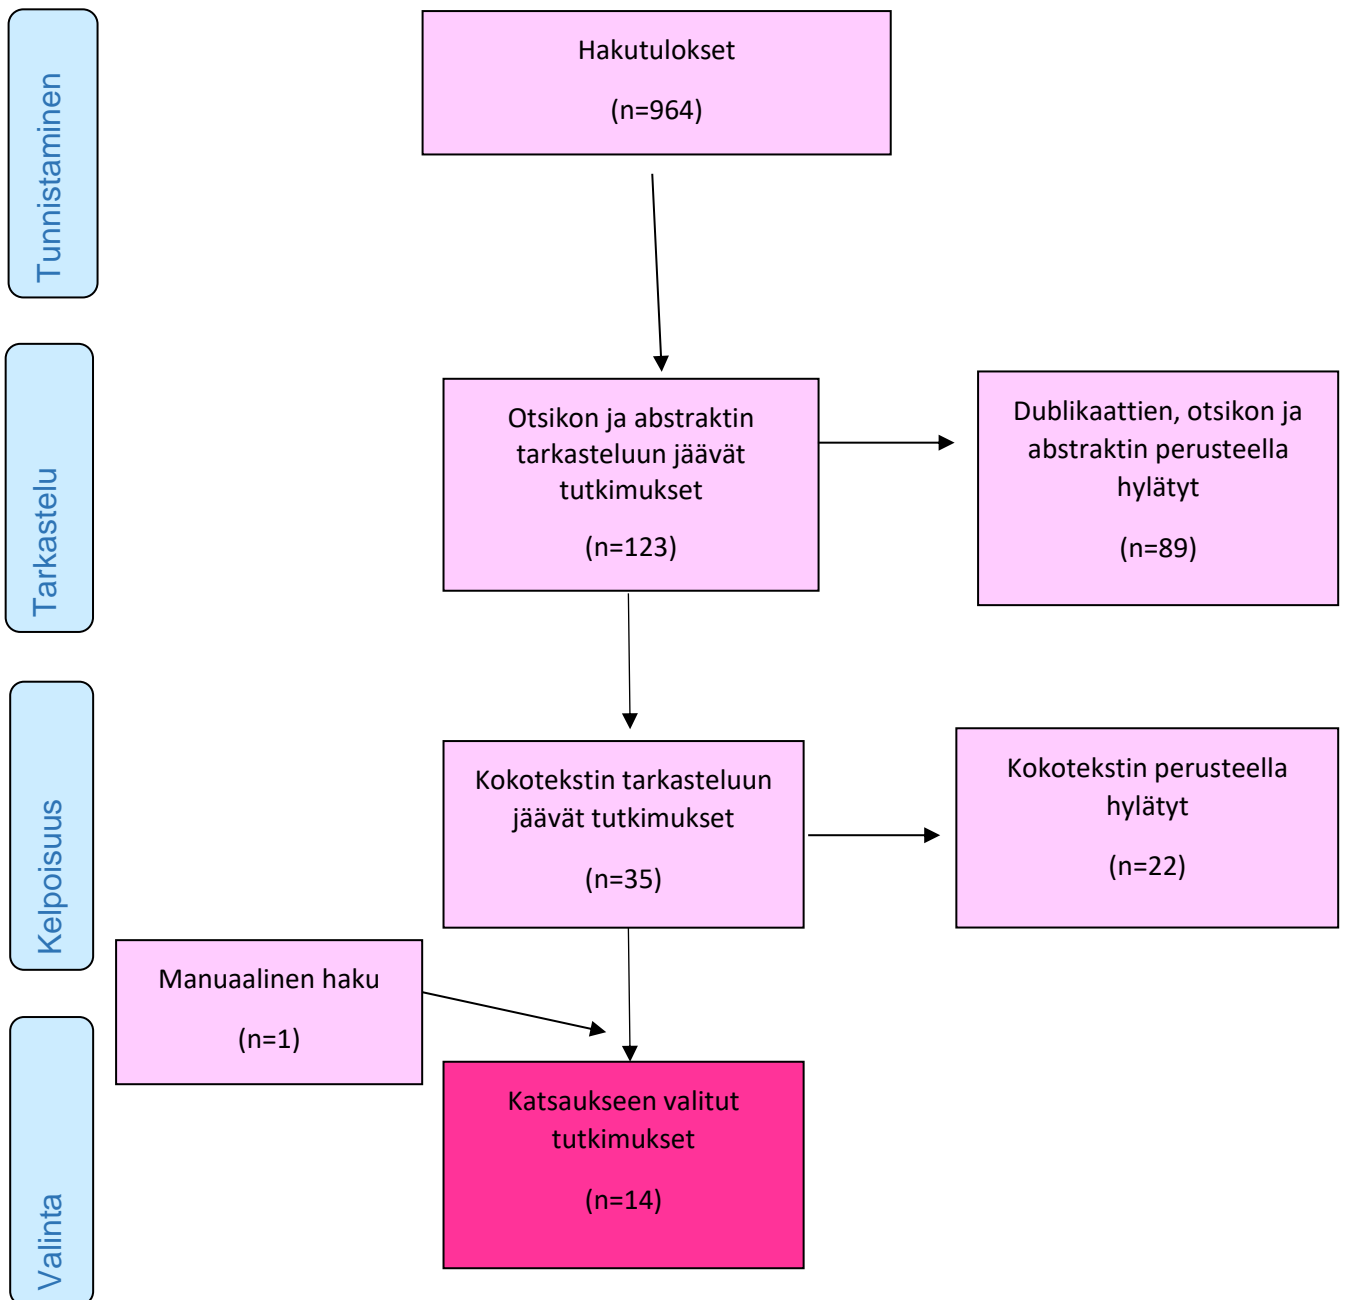 Tunnistaminen
Hakutulokset
(n=964)
Tarkastelu
Otsikon ja abstraktin
tarkasteluun jäävät
tutkimukset
(n=123)
Dublikaattien, otsikon ja
abstraktin perusteella
hylätyt
(n=89)
Kelpoisuus
Kokotekstin tarkasteluun
jäävät tutkimukset
(n=35)
Kokotekstin perusteella
hylätyt
(n=22)
Manuaalinen haku
(n=1)
Valinta
Katsaukseen valitut
tutkimukset
(n=14)